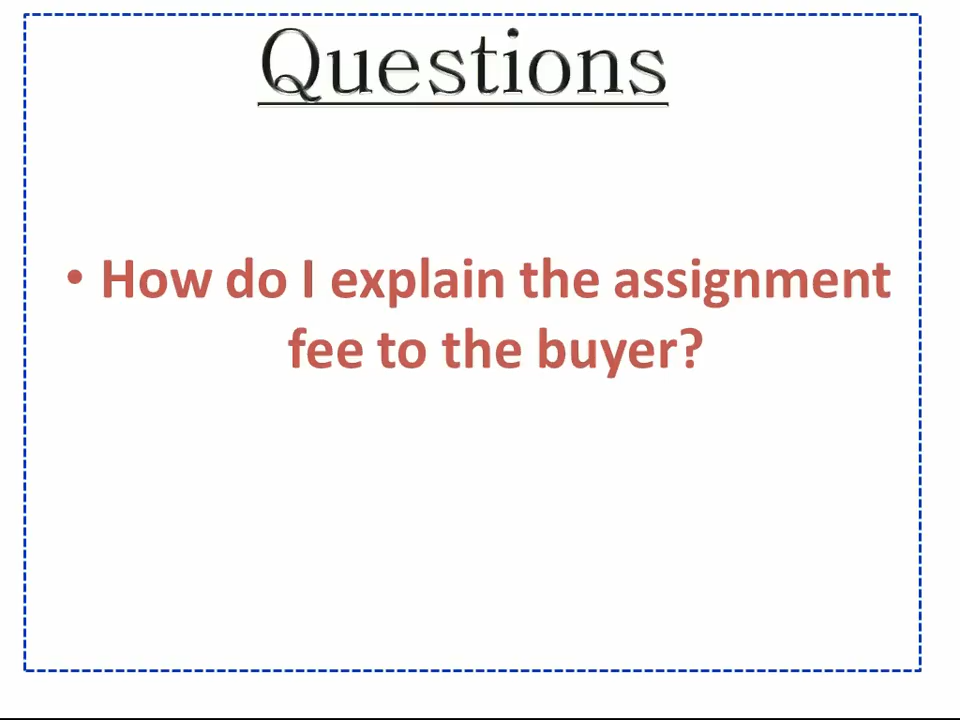 Questions
• How do I explain the assignment
fee to the buyer?